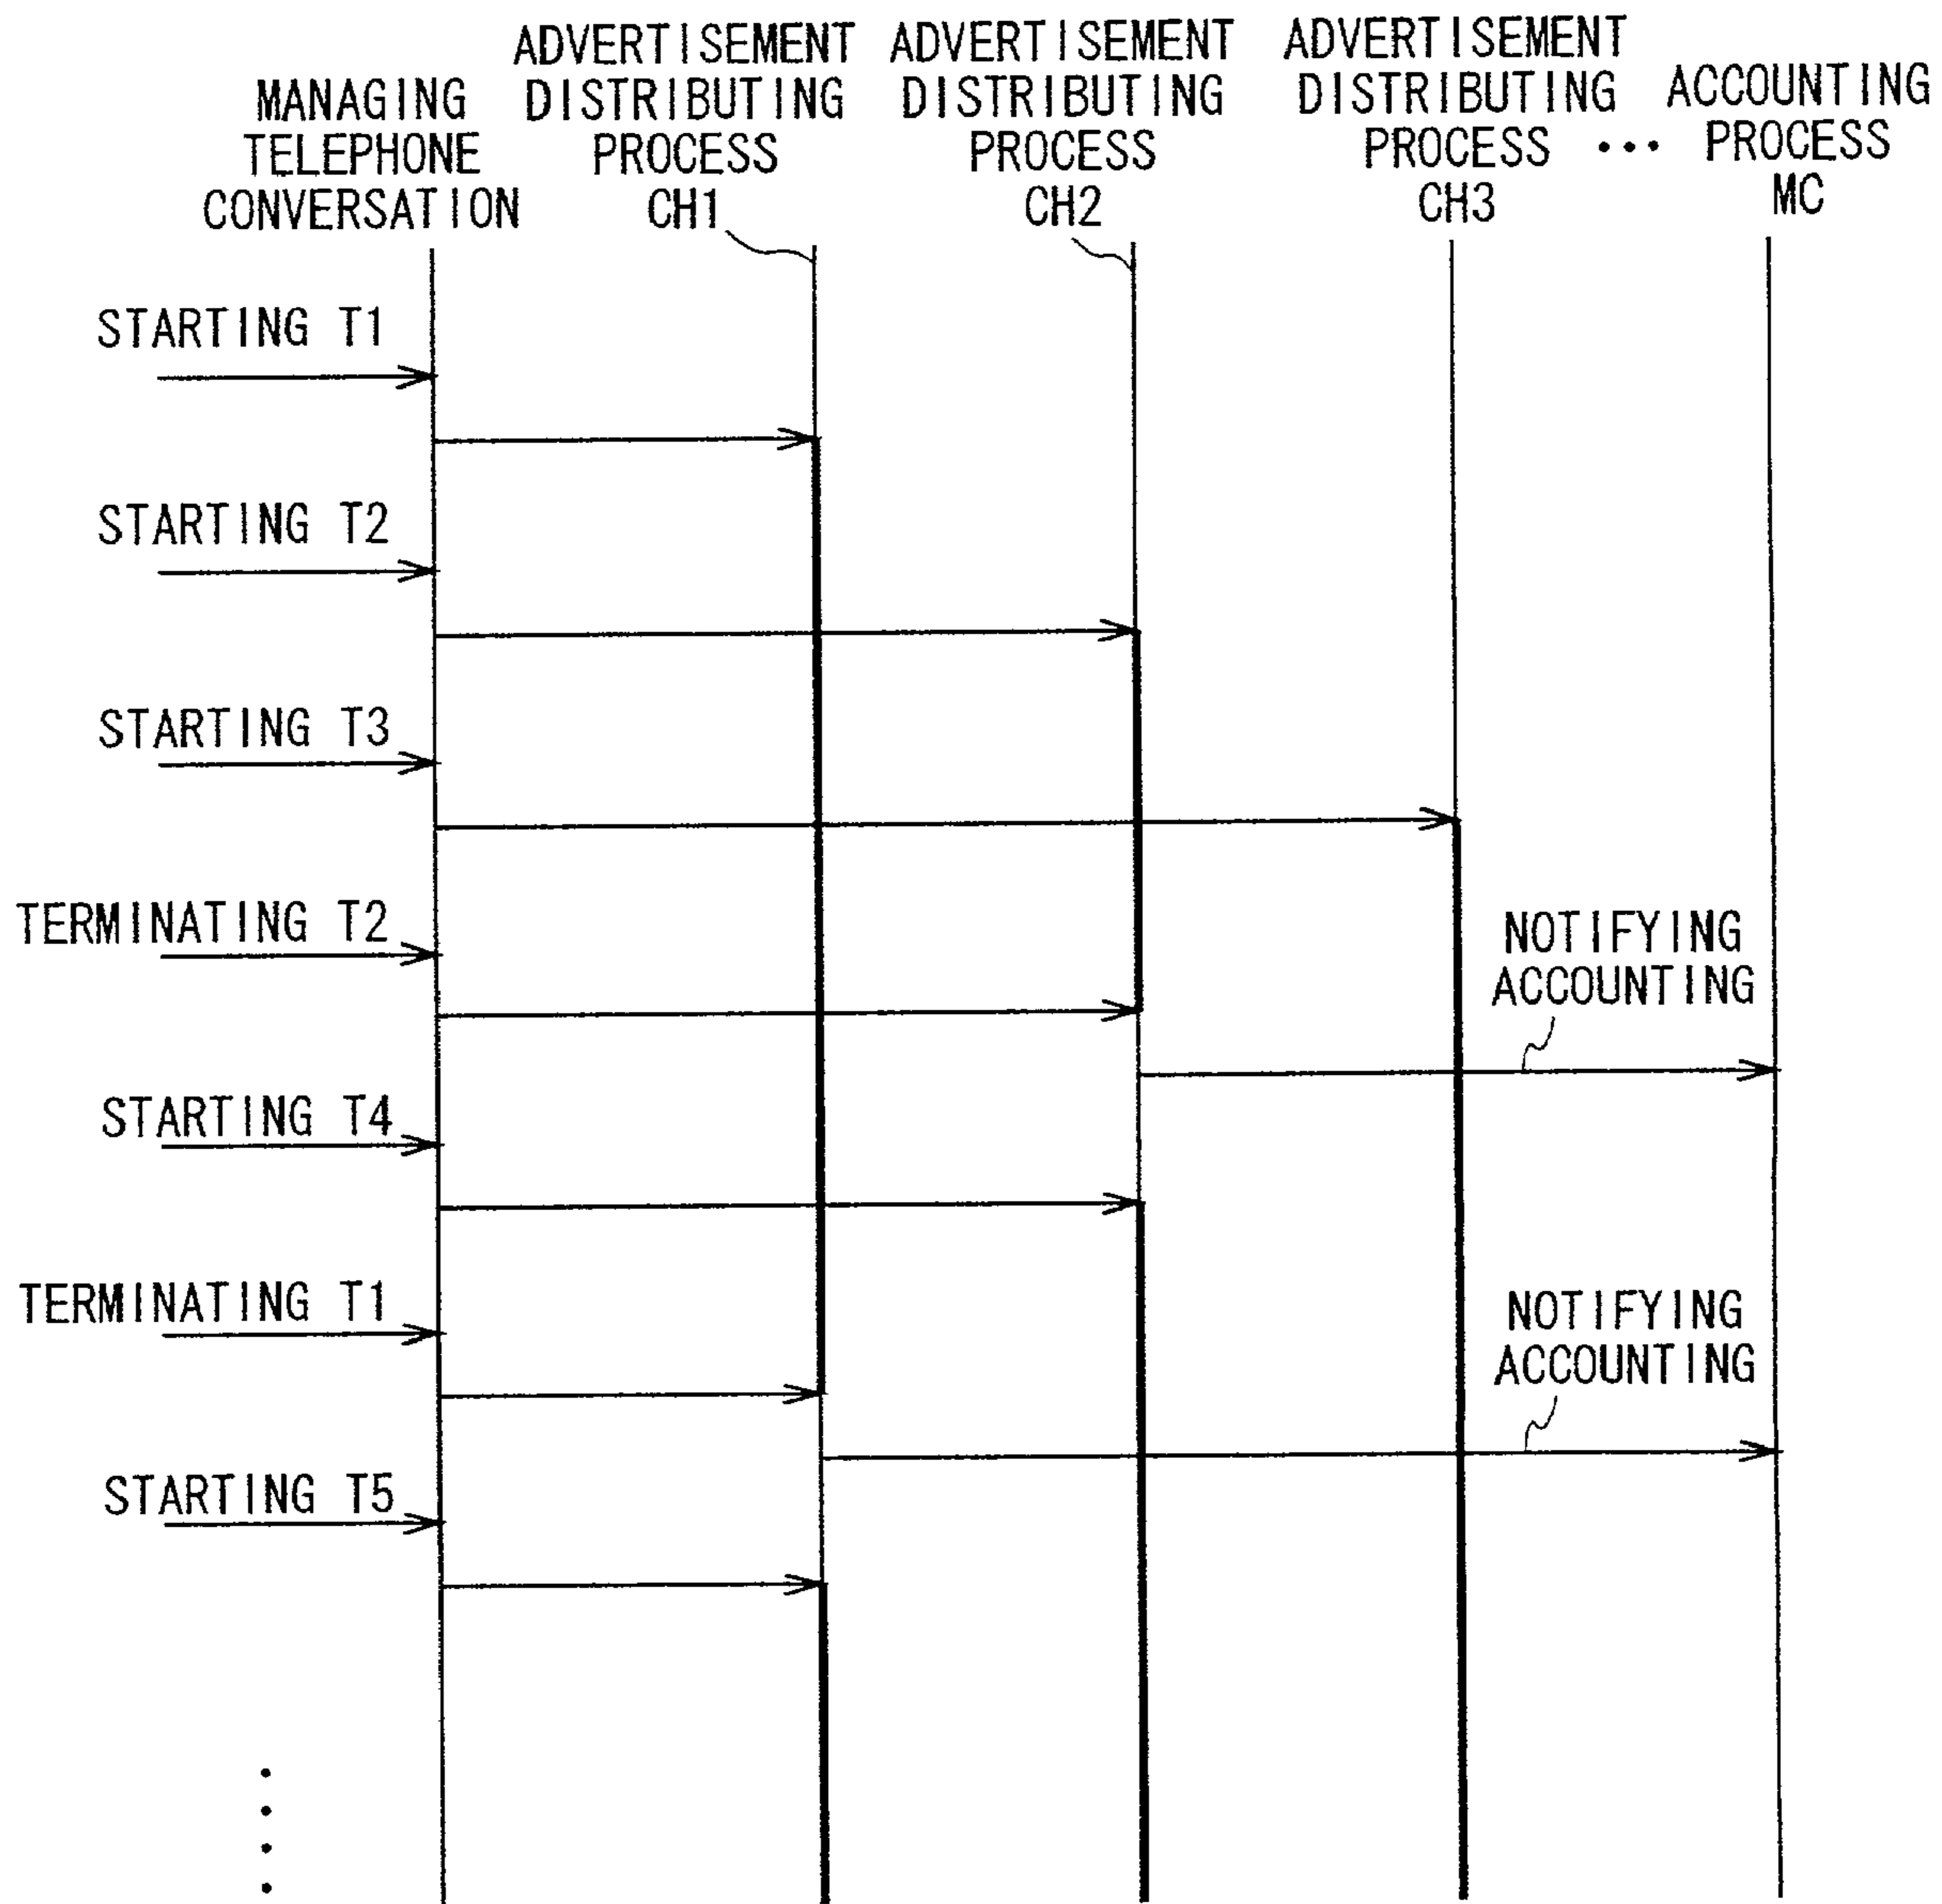 MANAGING
TELEPHONE
CONVERSATION
ADVERTISEMENT
DISTRIBUTING
PROCESS
CH1
ADVERTISEMENT
DISTRIBUTING
PROCESS
CH2
ADVERTISEMENT
DISTRIBUTING
PROCESS
CH3
...
ACCOUNTING
PROCESS
MC
STARTING T1
STARTING T2
STARTING T3
TERMINATING T2
NOTIFYING
ACCOUNTING
STARTING T4
TERMINATING T1
NOTIFYING
ACCOUNTING
STARTING T5